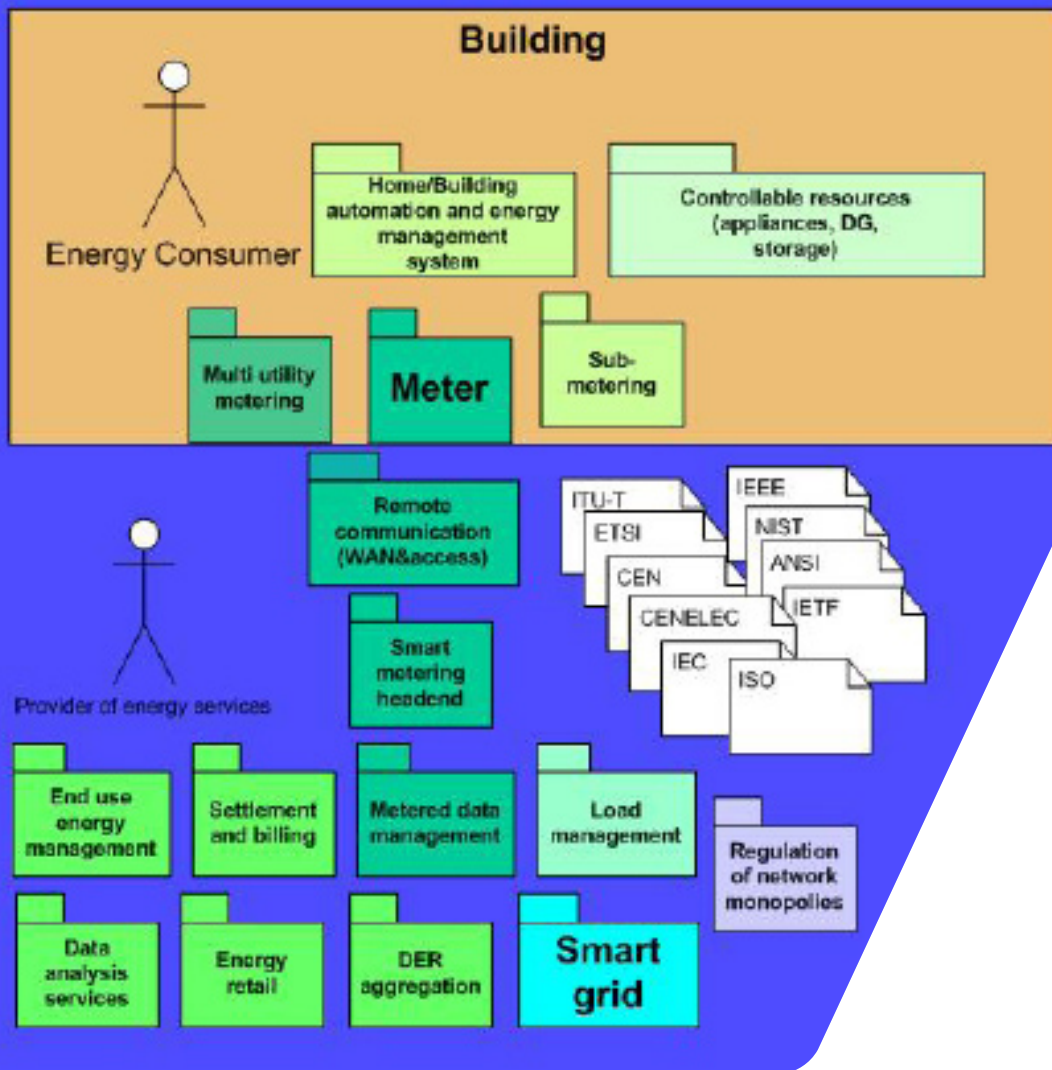 Building
Energy Consumer
Home/Building
automation and energy
management
system
Controllable resources
(appliances, DG,
storage)
Multi utility
metering
Meter
Sub-
metering
Remote
communication
(WAN&access)
Smart
metering
headend
Provider of energy services
ITU-T
ETSI
CEN
CENELEC
IEC
IEEE
NIST
ANSI
IETF
ISO
End use
energy
management
Settlement
and billing
Metered data
management
Load
management
Regulation
of network
monopolies
Data
analysis
services
Energy
retail
DER
aggregation
Smart
grid